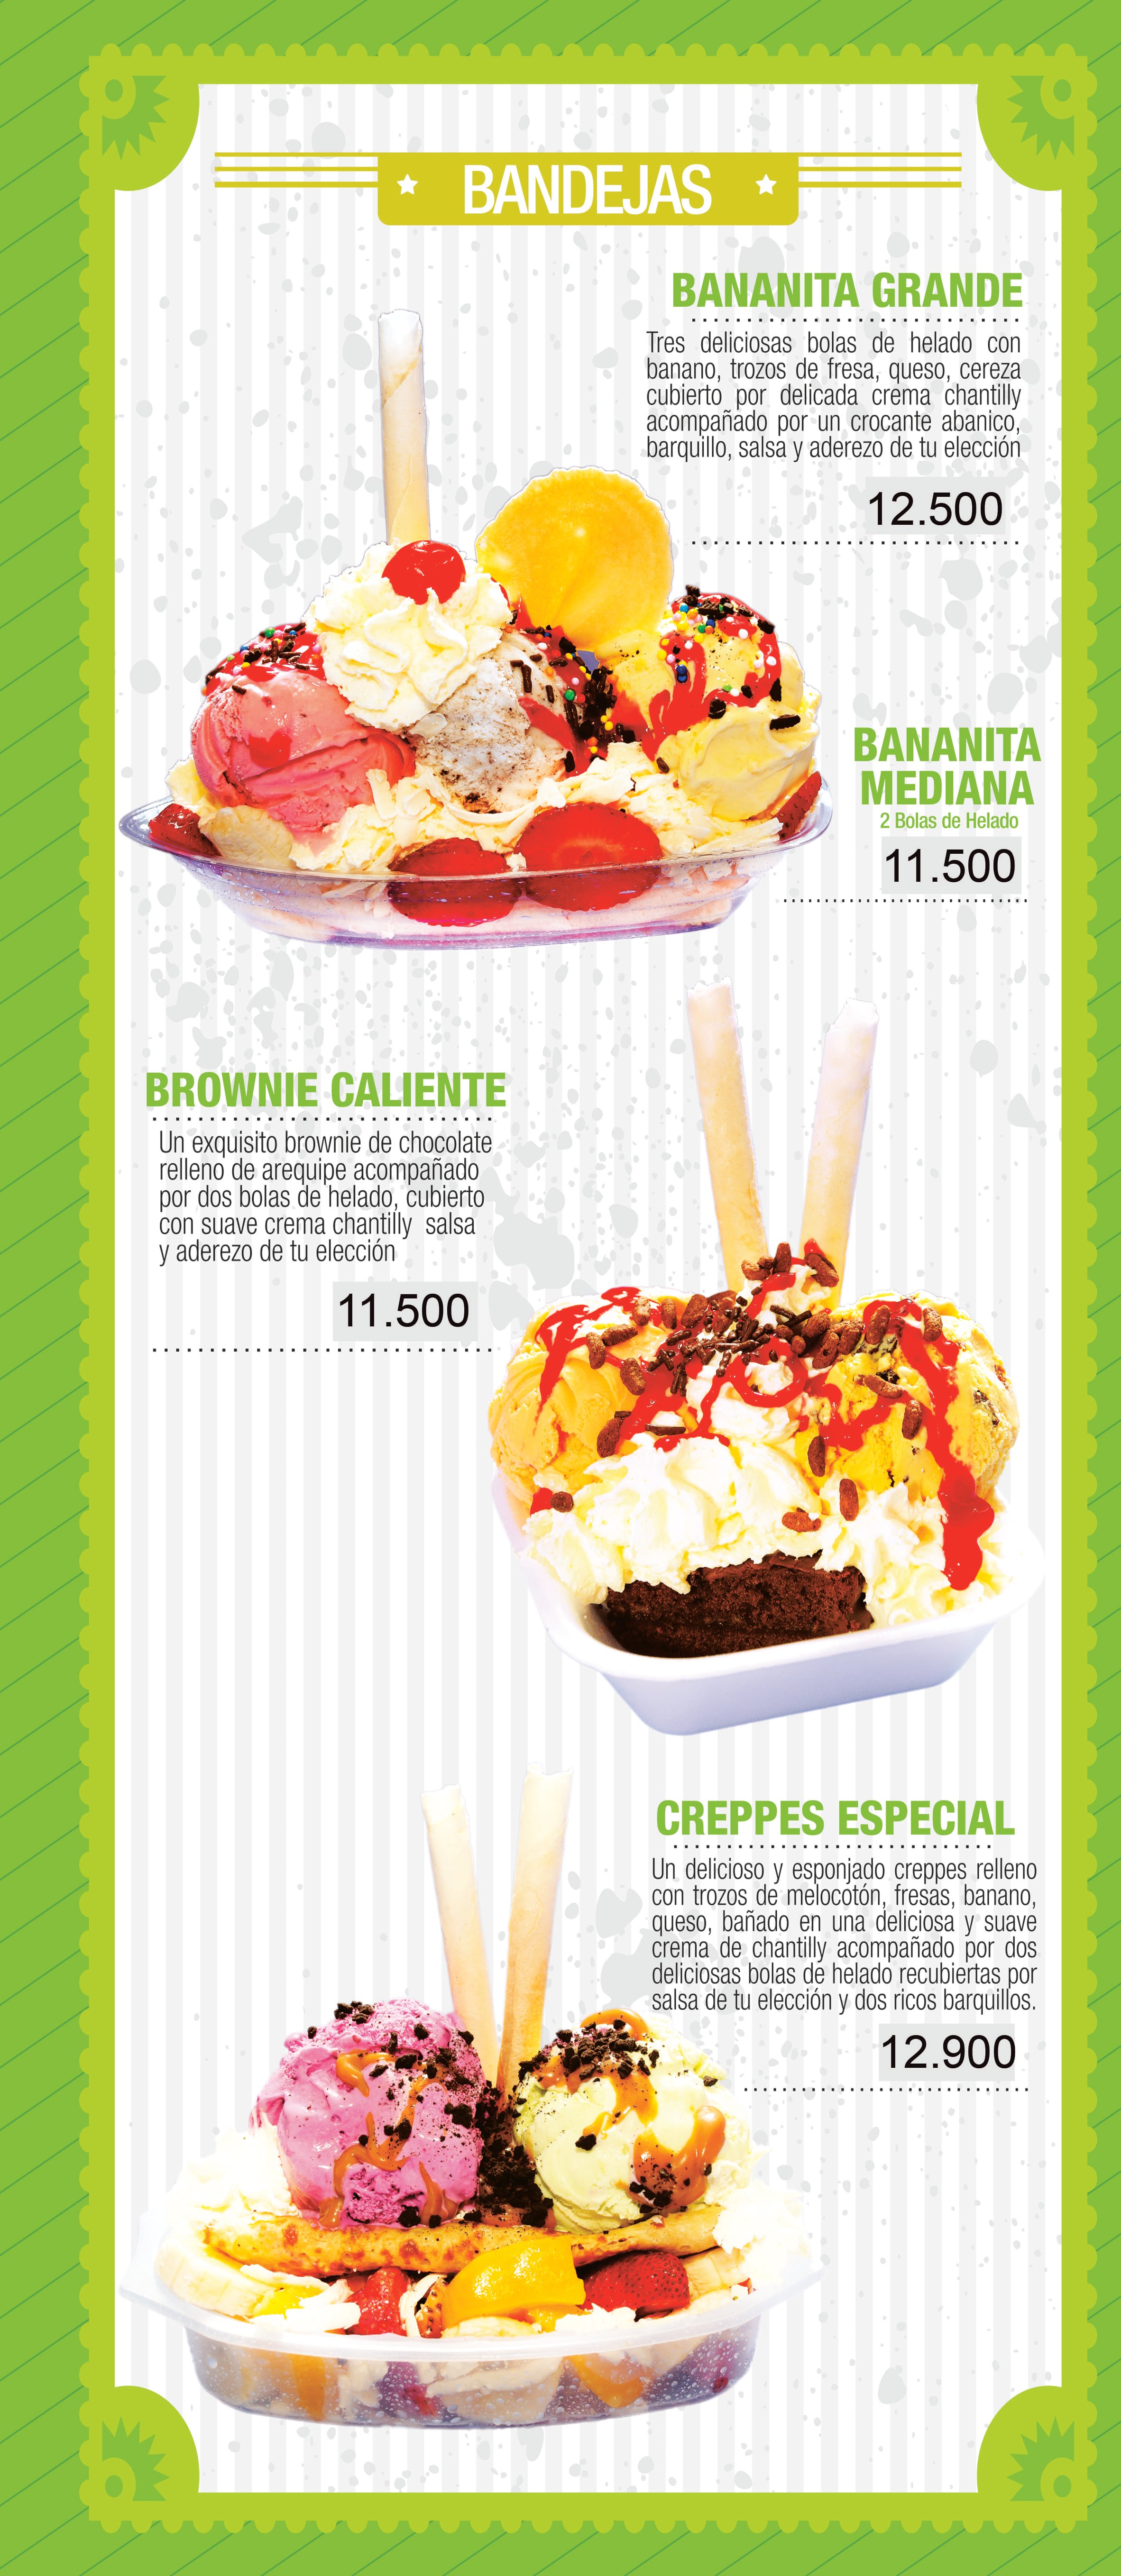 BANDEJAS
BANANITA GRANDE
Tres deliciosas bolas de helado con
banano, trozos de fresa, queso, cereza
cubierto por delicada crema chantilly
acompañado por un crocante abanico,
barquillo, salsa y aderezo de tu elección
12.500
BANANITA
MEDIANA
2 Bolas de Helado
11.500
BROWNIE CALIENTE
Un exquisito brownie de chocolate
relleno de arequipe acompañado
por dos bolas de helado, cubierto
con suave crema chantilly salsa
y aderezo de tu elección
11.500
CREPPES ESPECIAL
Un delicioso y esponjado creppes relleno
con trozos de melocotón, fresas, banano,
queso, bañado en una deliciosa y suave
crema de chantilly acompañado por dos
deliciosas bolas de helado recubiertas por
salsa de tu elección y dos ricos barquillos.
12.900